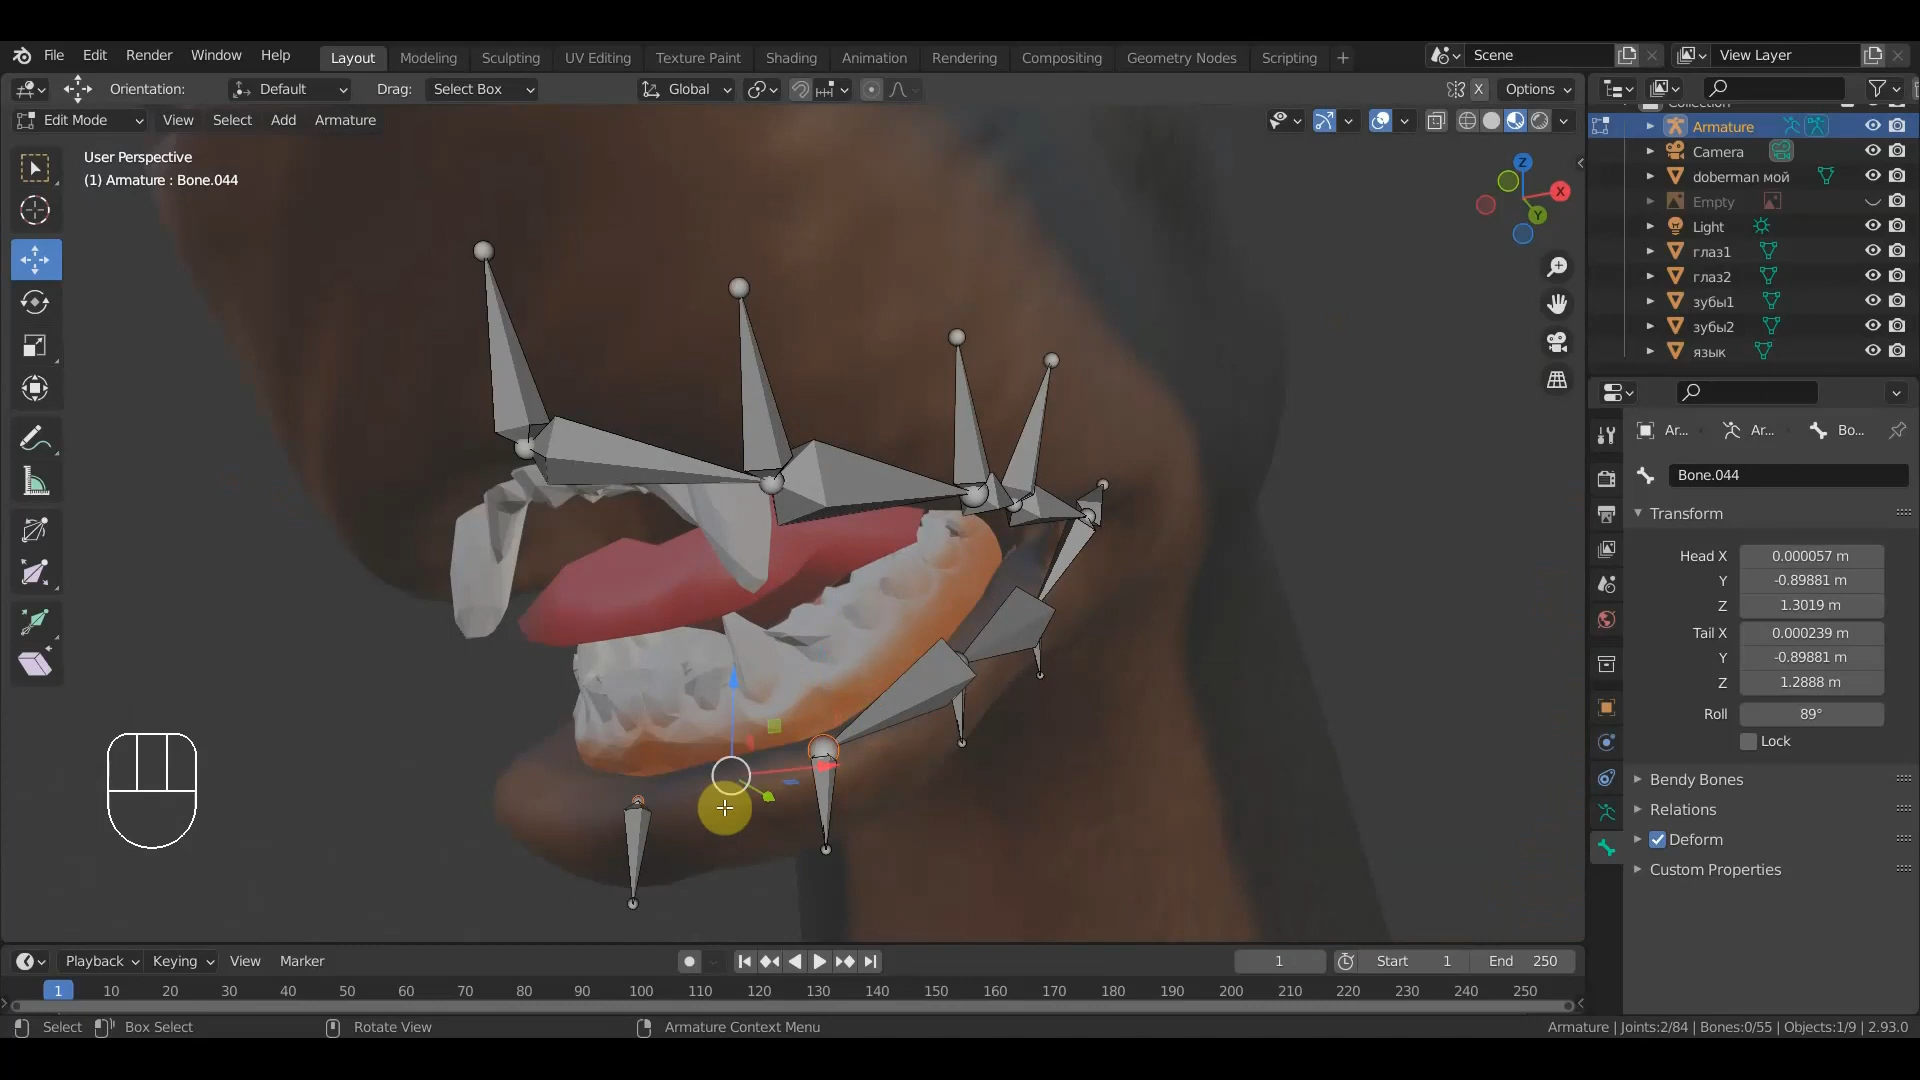 File Edit Render Window Help Layout Modeling Sculpting UV Editing Texture Paint Shading Animation Rendering Compositing Geometry Nodes Scripting + Scene View Layer
Orientation: Default Drag: Select Box Global X Options
Edit Mode View Select Add Armature
User Perspective
(1) Armature : Bone.044
Z
X
Y
Collection
Armature
Camera
doberman мой
Empty
Light
глаз1
глаз2
зубы1
зубы2
язык
Ar... Ar... Bo...
Bone.044
Transform
Head X 0.000057 m
Y -0.89881 m
Z 1.3019 m
Tail X 0.000239 m
Y -0.89881 m
Z 1.2888 m
Roll 89°
Lock
Bendy Bones
Relations
Deform
Custom Properties
Playback Keying View Marker 1 Start 1 End 250
1 10 20 30 40 50 60 70 80 90 100 110 120 130 140 150 160 170 180 190 200 210 220 230 240 250
Select Box Select Rotate View Armature Context Menu Armature | Joints:2/84 | Bones:0/55 | Objects:1/9 | 2.93.0